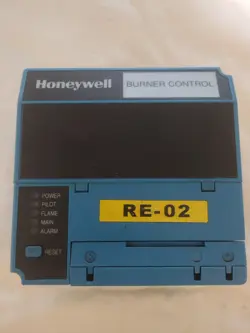 Honeywell
BURNER CONTROL
POWER
PILOT
FLAME
MAIN
ALARM
RESET
RE-02